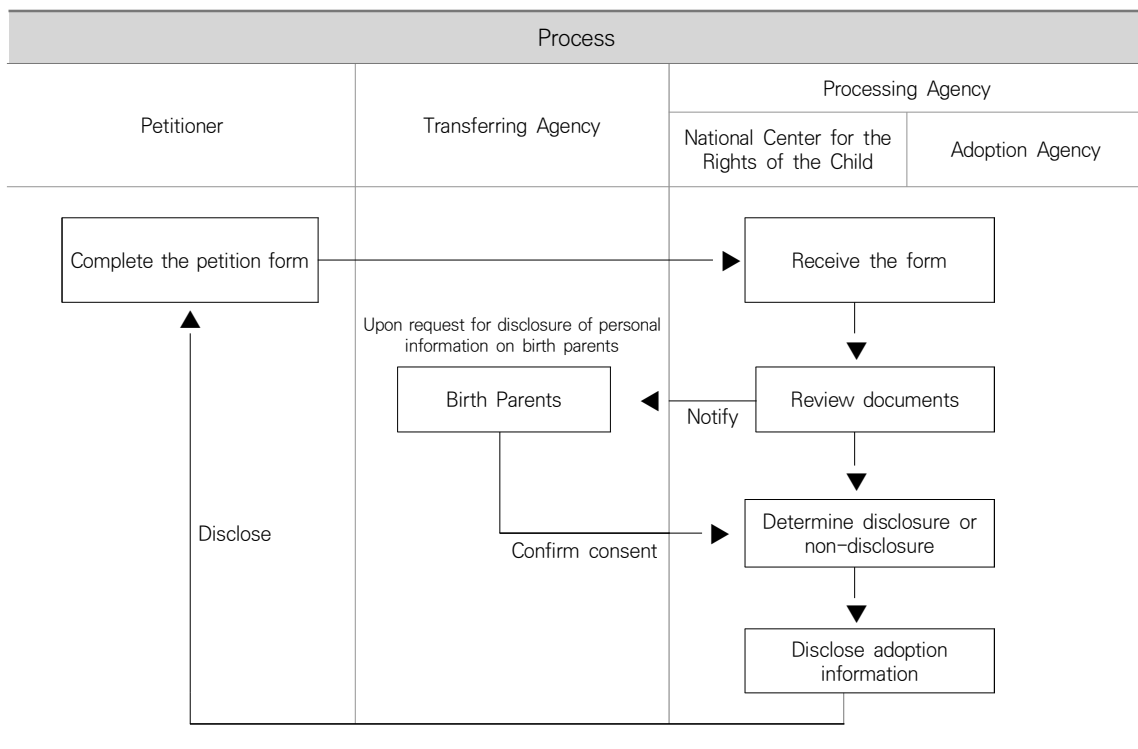 Process
Petitioner
Transferring Agency
Processing Agency
National Center for the
Rights of the Child
Adoption Agency
Complete the petition form
Receive the form
Upon request for disclosure of personal
information on birth parents
Birth Parents
Notify
Review documents
Disclose
Confirm consent
Determine disclosure or
non-disclosure
Disclose adoption
information